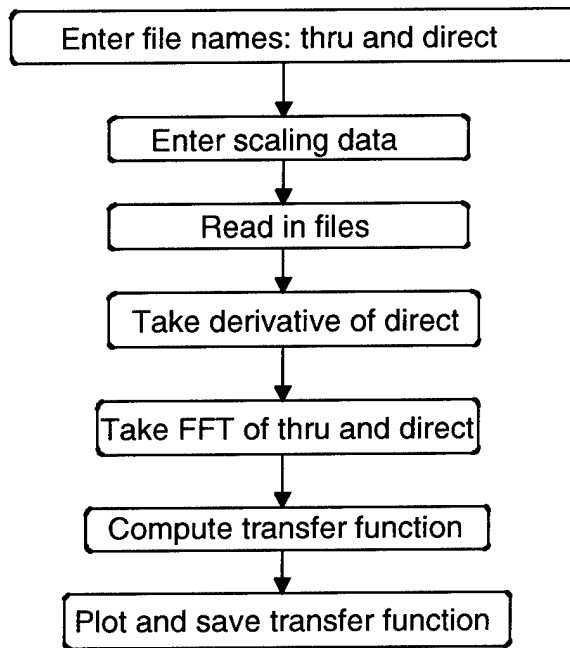 Enter file names: thru and direct
Enter scaling data
Read in files
Take derivative of direct
Take FFT of thru and direct
Compute transfer function
Plot and save transfer function